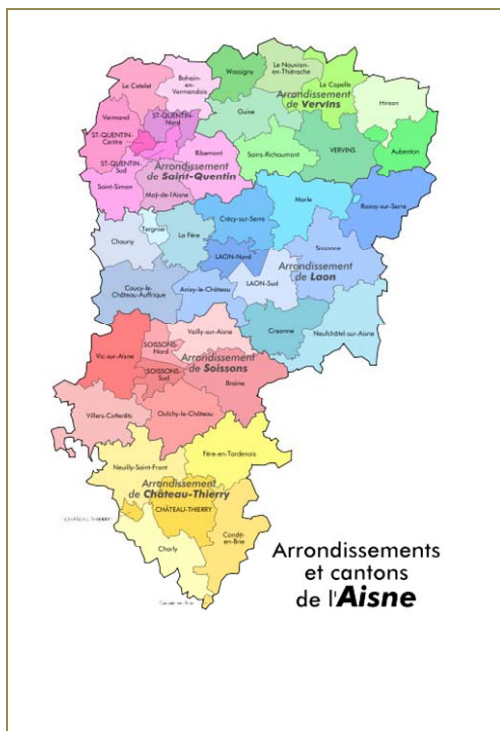 Wassigny
Le Nouvion-
en-Thiérache
Bohain-
en-
Vermandois
Le Catelet
La Capelle
Hirson
Arrondissement
de Vervins
Guise
Vermand
ST-QUENTIN-
Nord
ST-QUENTIN-
Centre
ST-QUENTIN-
Sud
Ribemont
Sains-Richaumont
VERVINS
Aubenton
Arrondissement
de Saint-Quentin
Saint-Simon
Moÿ-de-l'Aisne
Marle
Rozoy-sur-Serre
Crécy-sur-Serre
Tergnier
La Fère
Chauny
Sissonne
LAON-Nord
Arrondissement
de Laon
LAON-Sud
Coucy-le-
Château-Auffrique
Anizy-le-Château
Craonne
Neufchâtel-sur-Aisne
Vailly-sur-Aisne
SOISSONS-
Nord
Vic-sur-Aisne
Arrondissement
de Soissons
SOISSONS-
Sud
Braine
Villers-Cotterêts
Oulchy-le-Château
Fère-en-Tardenois
Neuilly-Saint-Front
Arrondissement
de Château-Thierry
CHÂTEAU-THIERRY
(CHÂTEAU-THIERRY)
Condé-
en-Brie
Charly
Condé-en-Brie
Arrondissements
et cantons
de l'Aisne